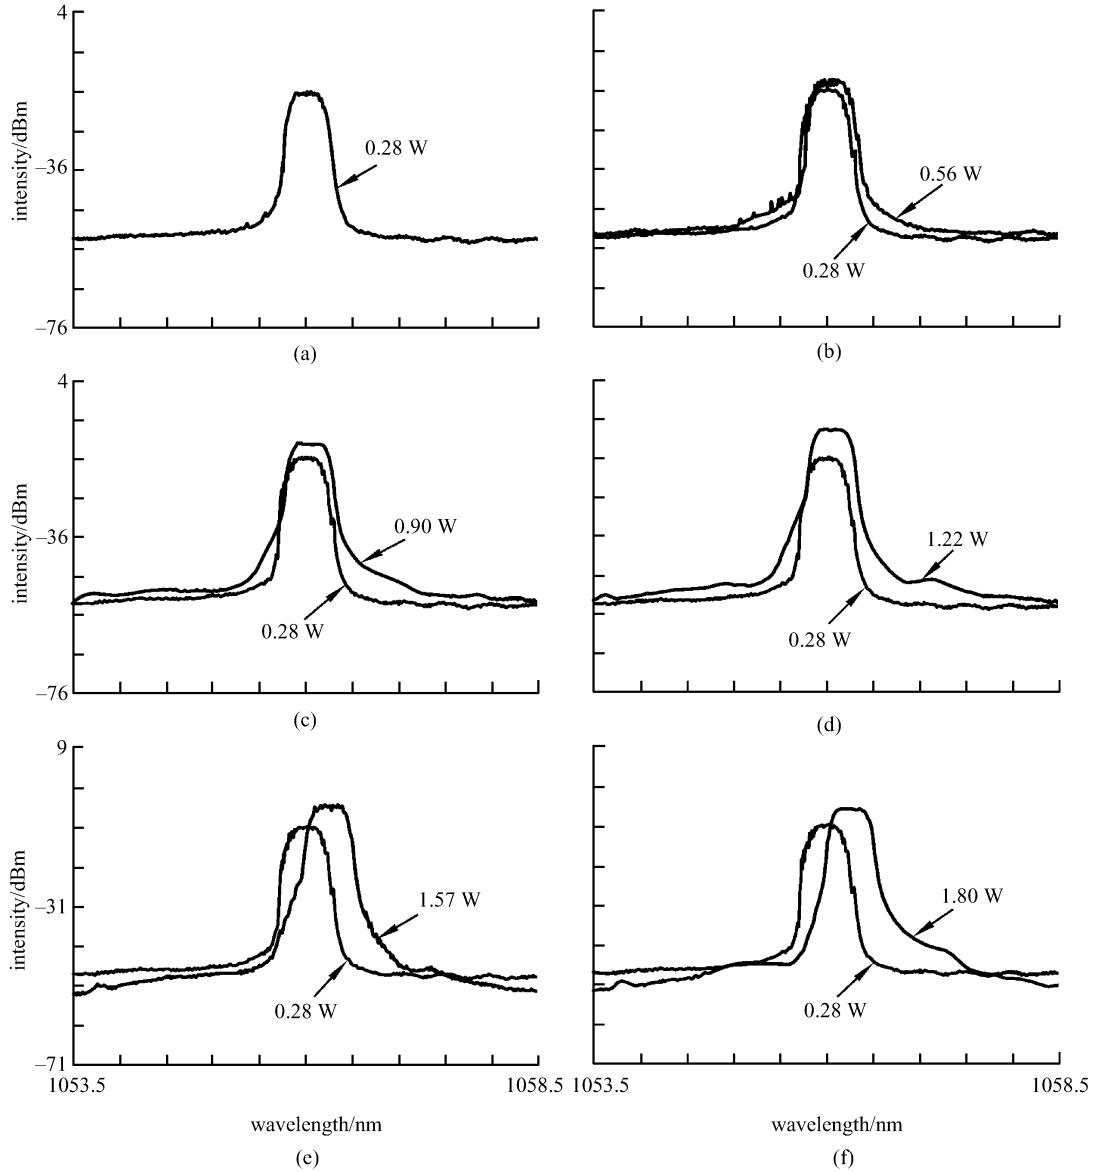 4
intensity/dBm
–36
–76
0.28 W
(a)
0.56 W
0.28 W
(b)
4
intensity/dBm
–36
–76
0.90 W
0.28 W
(c)
1.22 W
0.28 W
(d)
9
intensity/dBm
–31
–71
1.57 W
0.28 W
1053.5
1058.5
wavelength/nm
(e)
1.80 W
0.28 W
1053.5
1058.5
wavelength/nm
(f)